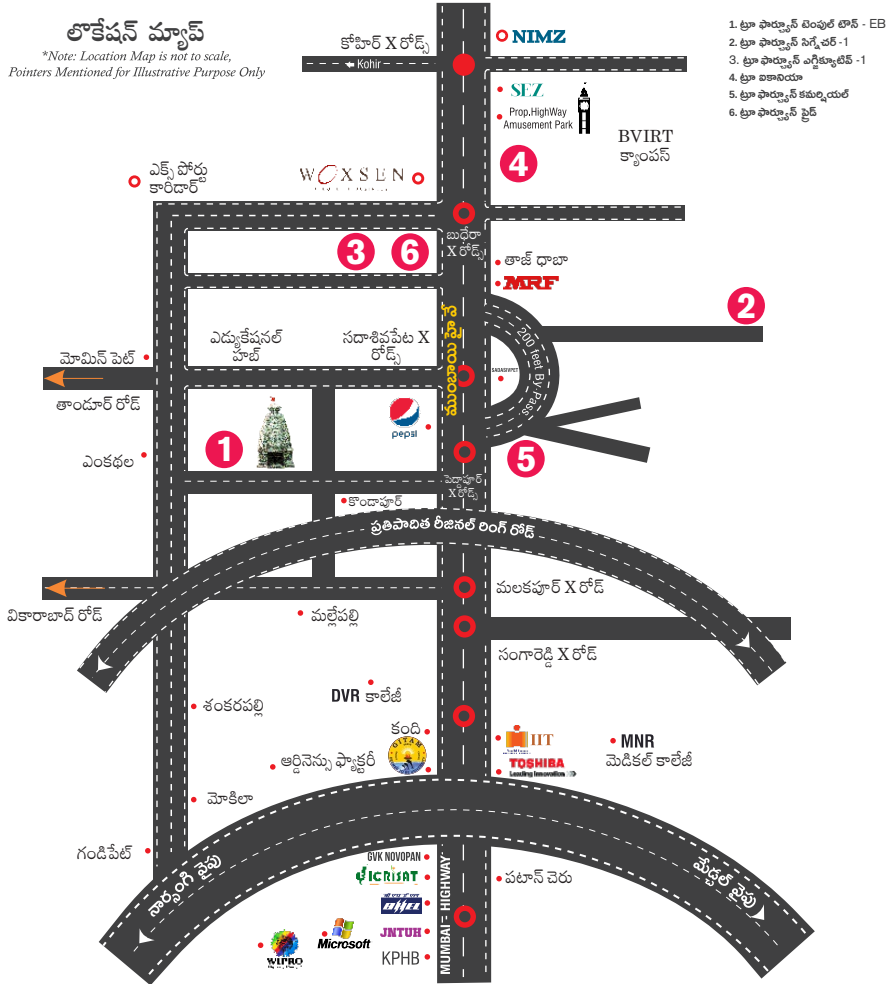 లొకేషన్ మ్యాప్
*Note: Location Map is not to scale,
Pointers Mentioned for Illustrative Purpose Only
1. ట్రూ ఫార్చ్యూన్ టెంపుల్ టౌన్ - EB
2. ట్రూ ఫార్చ్యూన్ సిగ్నేచర్ -1
3. ట్రూ ఫార్చ్యూన్ ఎగ్జిక్యూటివ్ -1
4. ట్రూ ఐకానియా
5. ట్రూ ఫార్చ్యూన్ కమర్షియల్
6. ట్రూ ఫార్చ్యూన్ ప్రైడ్
కోహిర్ X రోడ్స్
NIMZ
Kohir
SEZ
Prop.HighWay
Amusement Park
BVIRT
క్యాంపస్
4
ఎక్స్ పోర్టు
కారిడార్
WOXSEN
బుధేరా
X రోడ్స్
3
6
తాజ్ ధాబా
MRF
2
ముంబాయి హైవే
200 feet By-Pass
ఎడ్యుకేషనల్
హబ్
సదాశివపేట X
రోడ్స్
మోమిన్ పెట్
SADASIVPET
తాండూర్ రోడ్
pepsi
1
5
ఎంకథల
పెద్దాపూర్
X రోడ్స్
కొండాపూర్
ప్రతిపాదిత రీజినల్ రింగ్ రోడ్
మలకపూర్ X రోడ్
వికారాబాద్ రోడ్
మల్లేపల్లి
సంగారెడ్డి X రోడ్
DVR కాలేజీ
శంకరపల్లి
కంది
GITAM
IIT
MNR
మెడికల్ కాలేజీ
ఆర్డినెన్సు ఫ్యాక్టరీ
TOSHIBA
Leading Innovation
మోకిలా
గండిపేట్
నార్సంగి వైపు
మేడ్చల్ వైపు
GVK NOVOPAN
ICRISAT
BHEL
JNTUH
KPHB
MUMBAI - HIGHWAY
పటాన్ చెరు
Microsoft
WIPRO